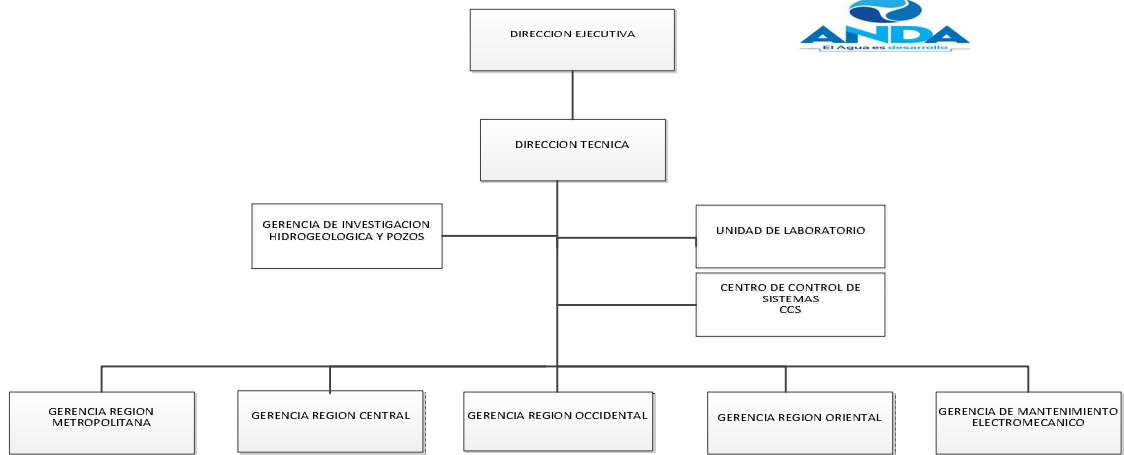 DIRECCION EJECUTIVA
ANDA
El Agua es desarrollo
DIRECCION TECNICA
GERENCIA DE INVESTIGACION
HIDROGEOLOGICA Y POZOS
UNIDAD DE LABORATORIO
CENTRO DE CONTROL DE
SISTEMAS
CCS
GERENCIA REGION
METROPOLITANA
GERENCIA REGION CENTRAL
GERENCIA REGION OCCIDENTAL
GERENCIA REGION ORIENTAL
GERENCIA DE MANTENIMIENTO
ELECTROMECANICO